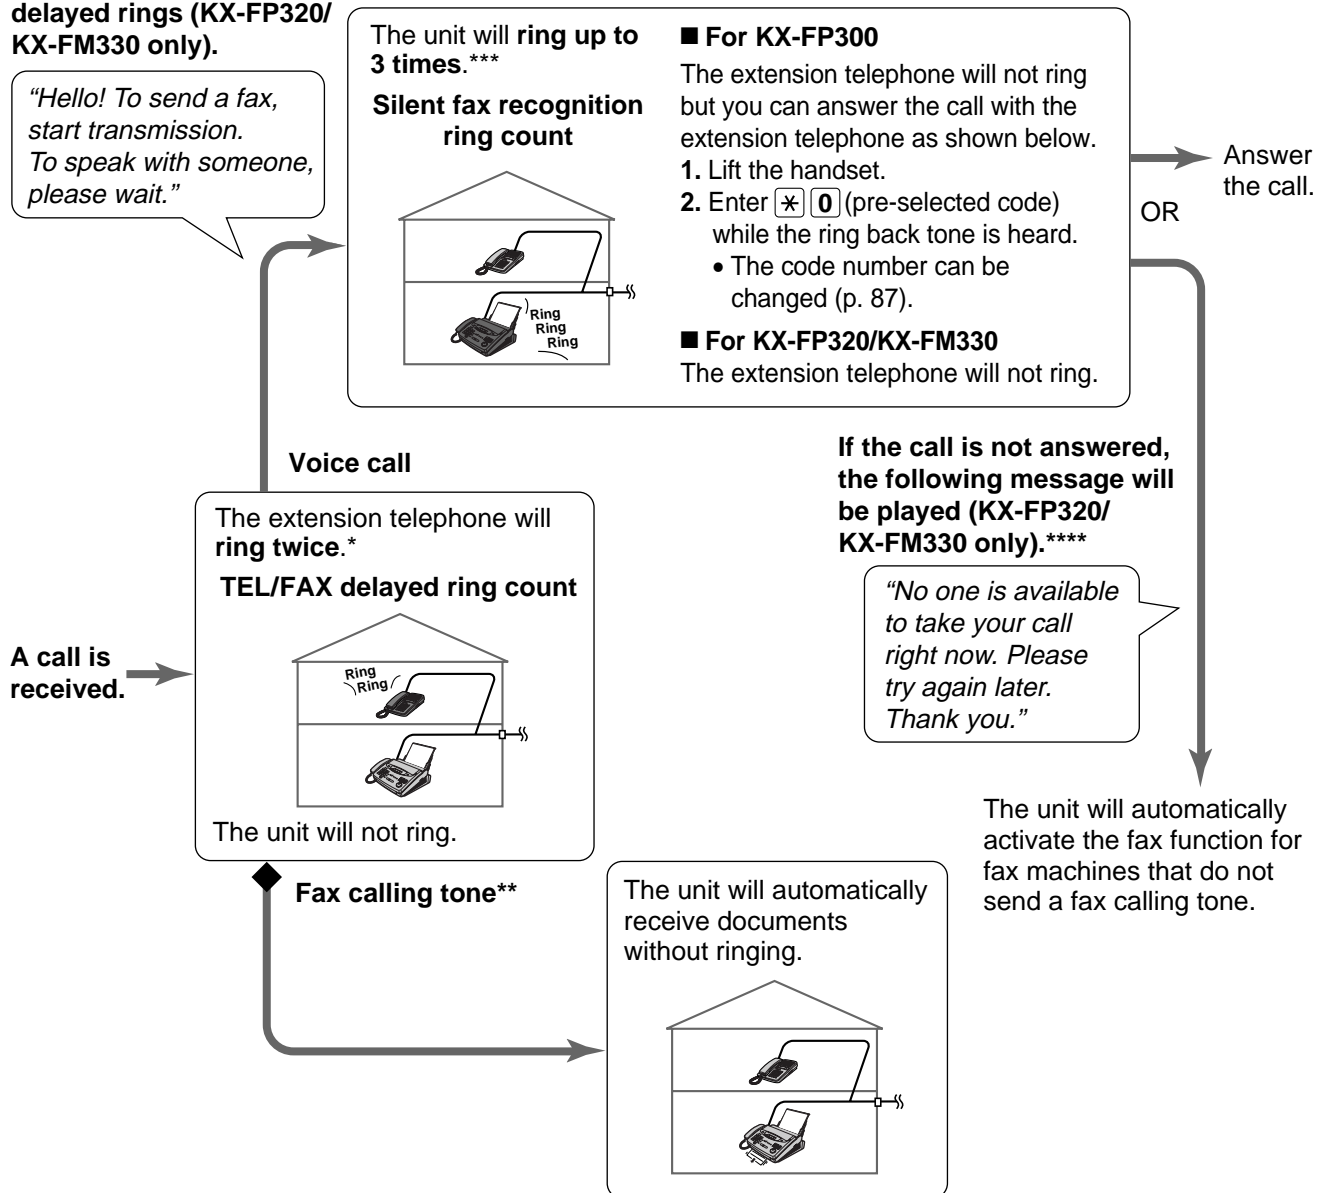 delayed rings (KX-FP320/
KX-FM330 only).
“Hello! To send a fax,
start transmission.
To speak with someone,
please wait.”
The unit will ring up to
3 times.***
Silent fax recognition
ring count
Ring
Ring
Ring
■ For KX-FP300
The extension telephone will not ring
but you can answer the call with the
extension telephone as shown below.
1. Lift the handset.
2. Enter * 0 (pre-selected code)
while the ring back tone is heard.
• The code number can be
changed (p. 87).
■ For KX-FP320/KX-FM330
The extension telephone will not ring.
Answer
the call.
OR
Voice call
If the call is not answered,
the following message will
be played (KX-FP320/
KX-FM330 only).****
“No one is available
to take your call
right now. Please
try again later.
Thank you.”
A call is
received.
The extension telephone will
ring twice.*
TEL/FAX delayed ring count
Ring
Ring
The unit will not ring.
The unit will automatically
activate the fax function for
fax machines that do not
send a fax calling tone.
Fax calling tone**
The unit will automatically
receive documents
without ringing.